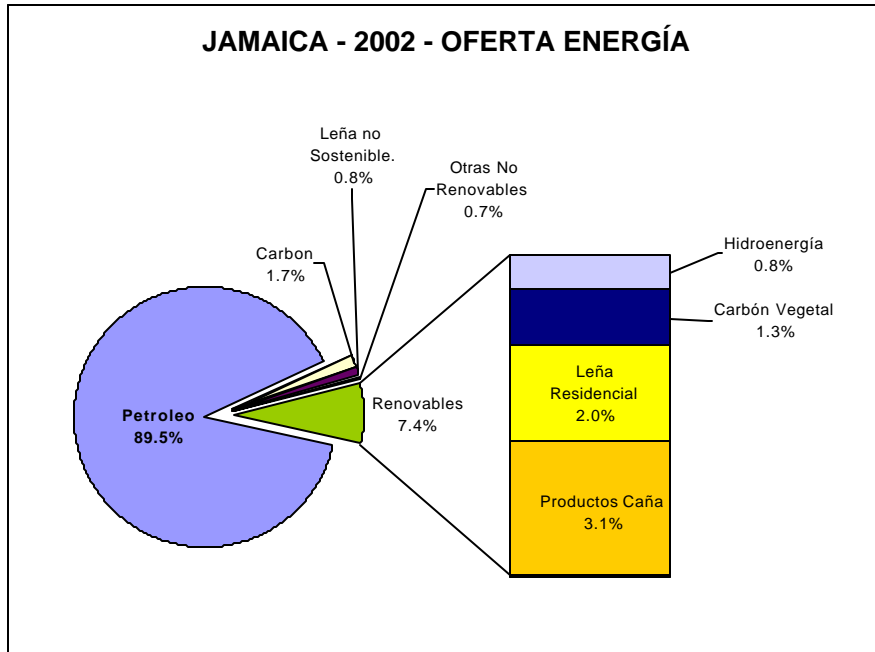 JAMAICA - 2002 - OFERTA ENERGÍA
Leña no
Sostenible.
0.8%
Otras No
Renovables
0.7%
Carbon
1.7%
Petroleo
89.5%
Renovables
7.4%
Hidroenergía
0.8%
Carbón Vegetal
1.3%
Leña
Residencial
2.0%
Productos Caña
3.1%